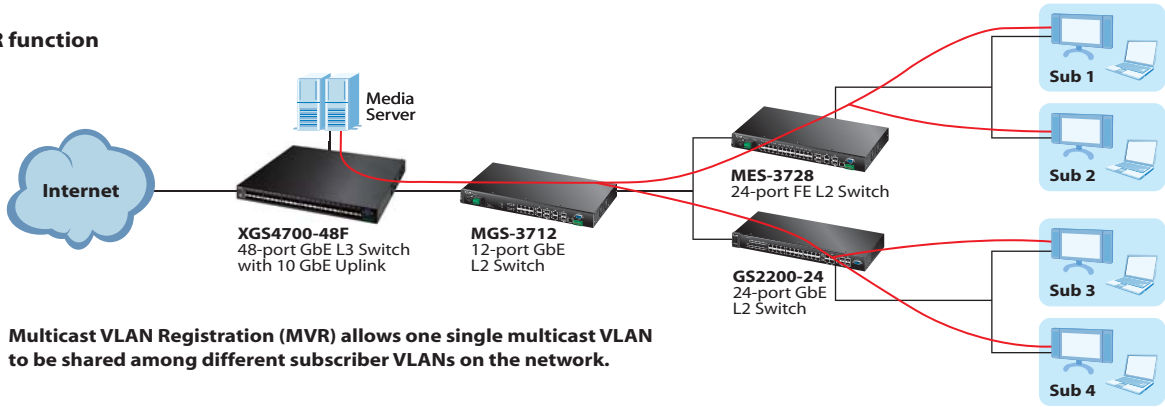 R function
Media
Server
Internet
XGS4700-48F
48-port GbE L3 Switch
with 10 GbE Uplink
MGS-3712
12-port GbE
L2 Switch
MES-3728
24-port FE L2 Switch
GS2200-24
24-port GbE
L2 Switch
Sub 1
Sub 2
Sub 3
Sub 4
Multicast VLAN Registration (MVR) allows one single multicast VLAN
to be shared among different subscriber VLANs on the network.